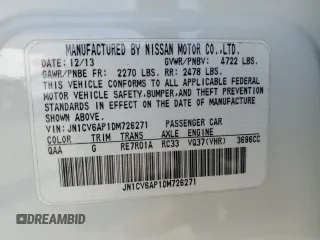 MANUFACTURED BY NISSAN MOTOR CO.,LTD.
DATE: 12/13 GVWR/PNBV: 4722 LBS.
GAWR/PNBE FR: 2270 LBS. RR: 2478 LBS.
THIS VEHICLE CONFORMS TO ALL APPLICABLE
FEDERAL MOTOR VEHICLE SAFETY, BUMPER,
AND THEFT PREVENTION STANDARDS
IN EFFECT ON THE DATE OF MANUFACTURE
SHOWN ABOVE.
VIN: JN1CV6AP1DM726271 PASSENGER CAR
COLOR TRIM TRANS AXLE ENGINE
QAA G RE7R01A RC33 VQ37(VHR) 3696CC
JN1CV6AP1DM726271
DREAMBID